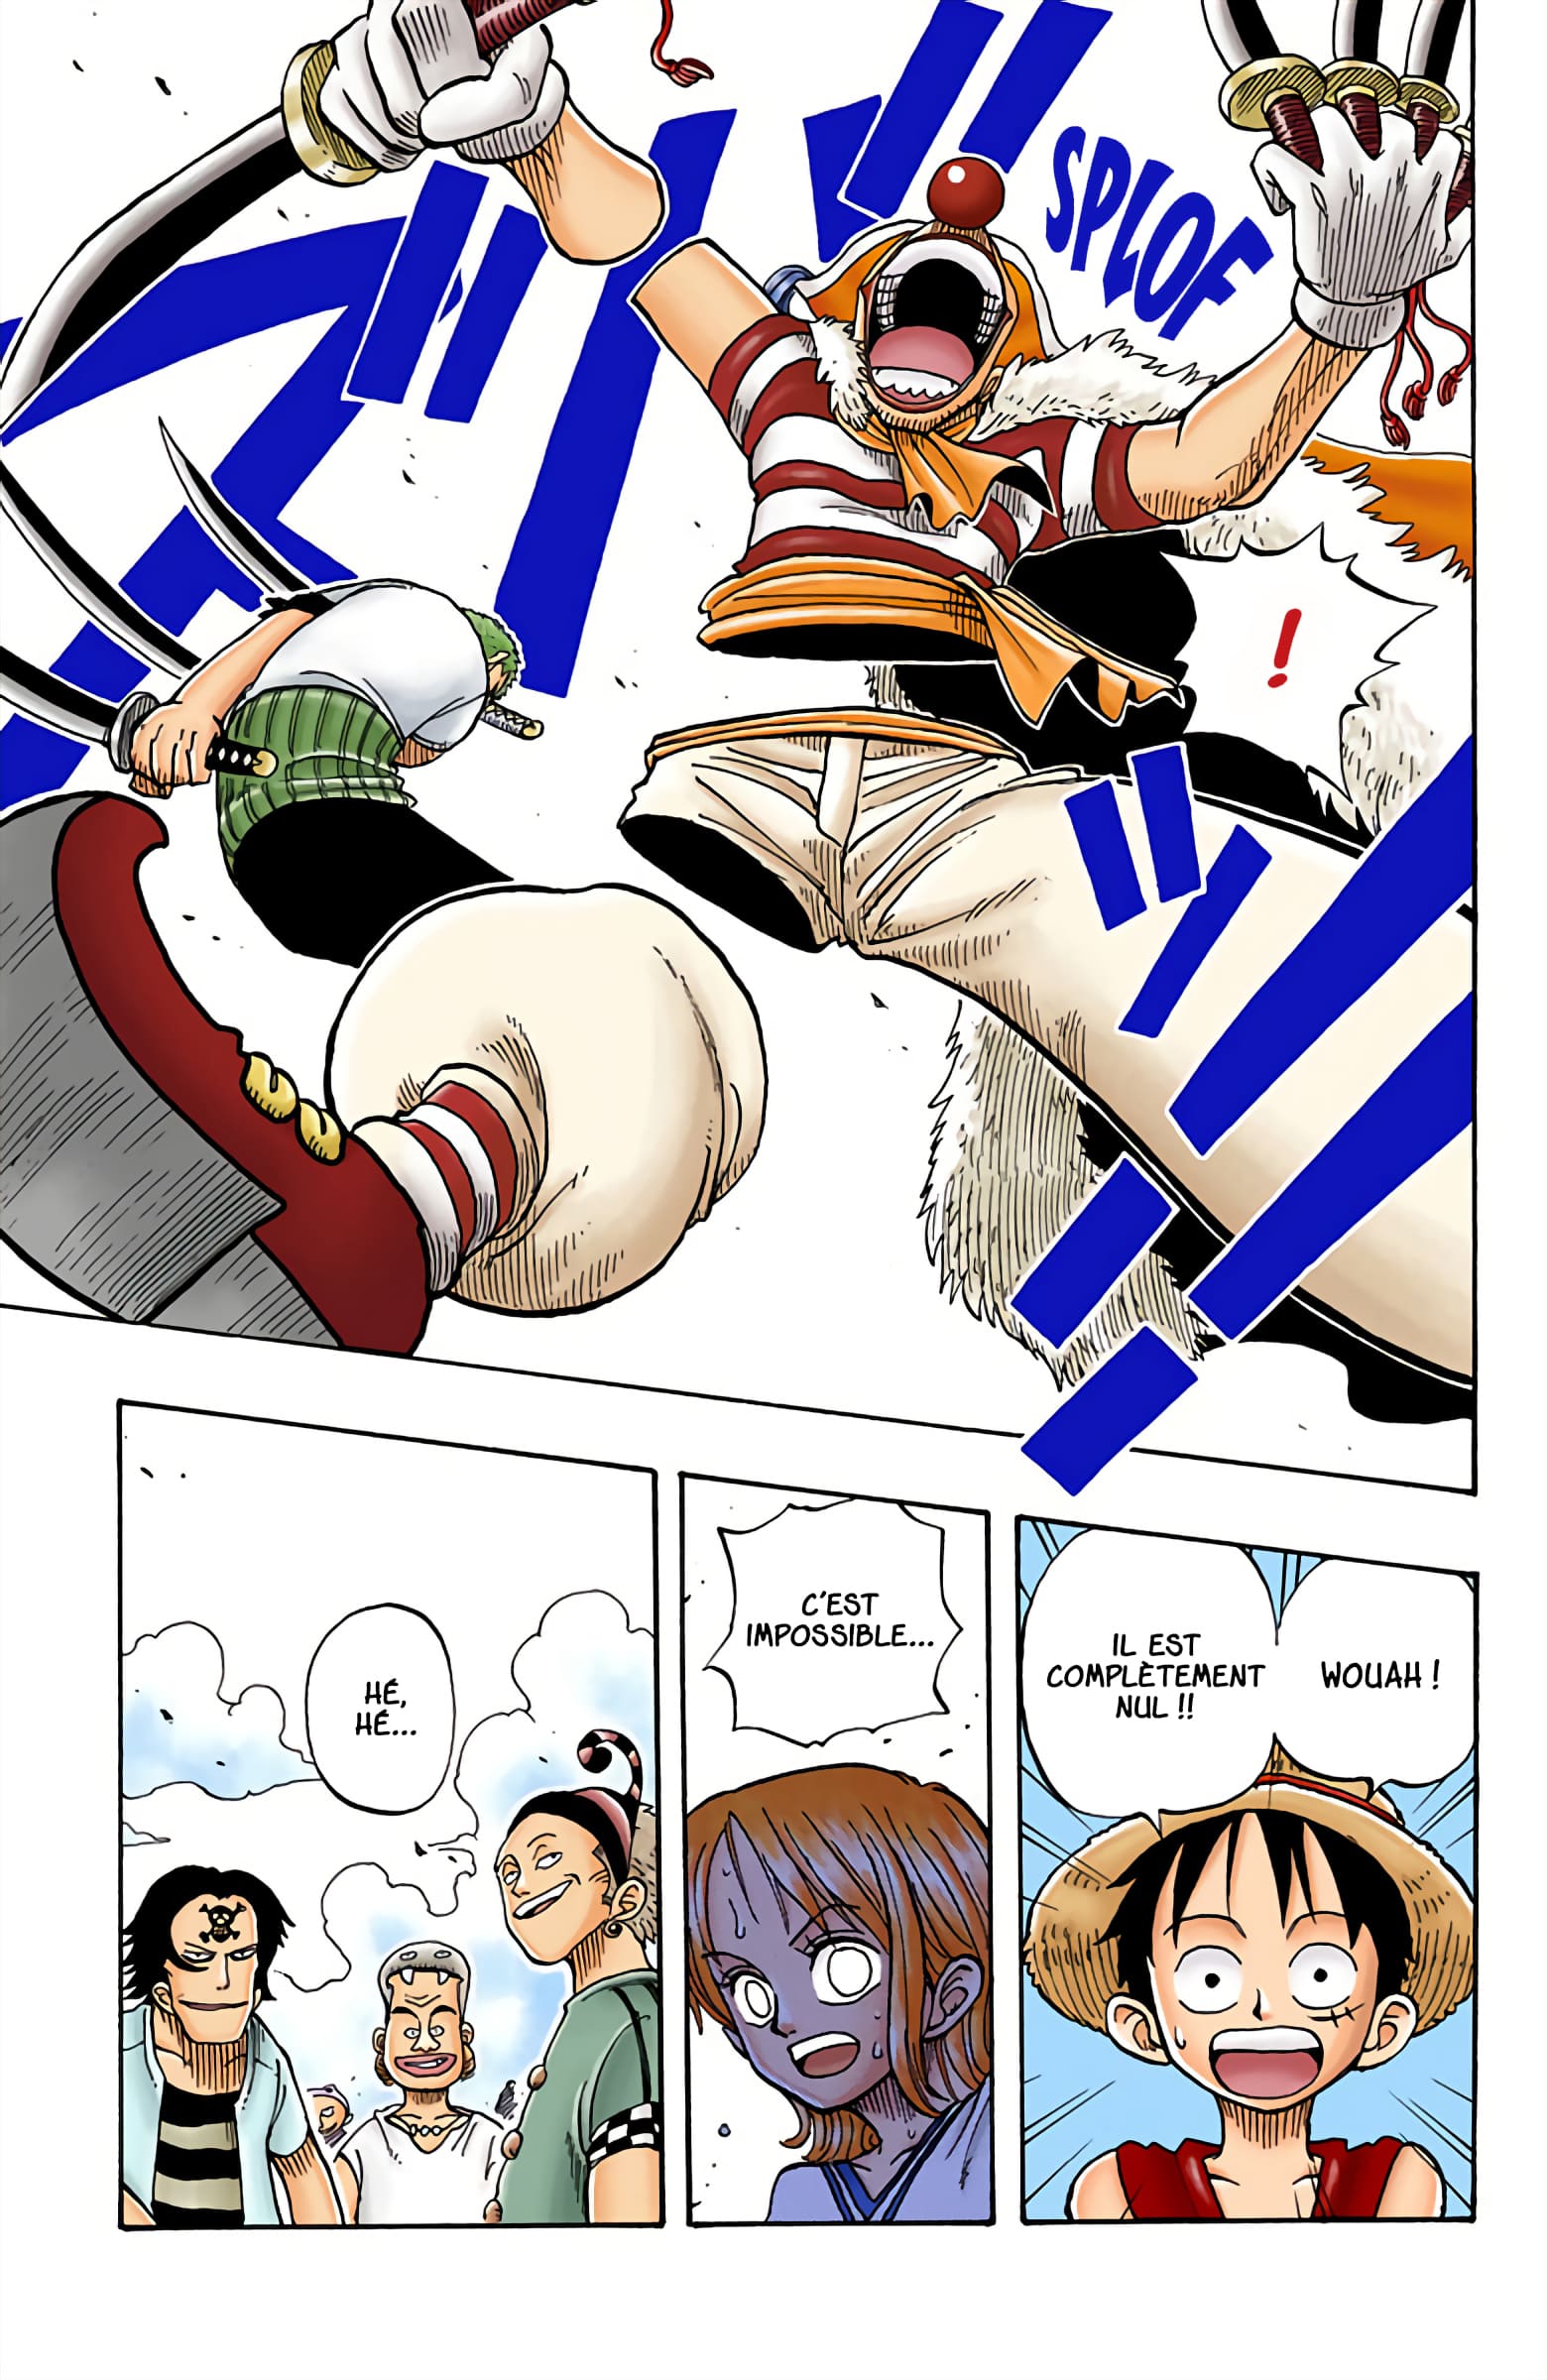 SPLOF
!
WOUAH !
IL EST
COMPLÈTEMENT
NUL !!
C'EST
IMPOSSIBLE...
HÉ,
HÉ...